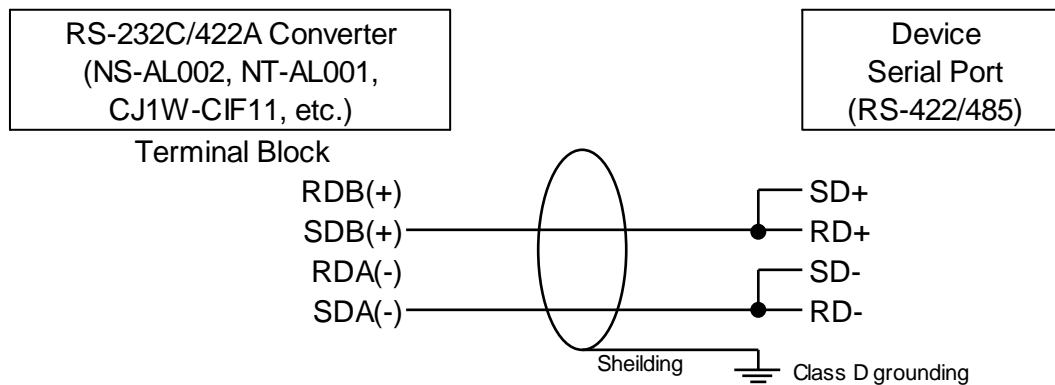 RS-232C/422A Converter
(NS-AL002, NT-AL001,
CJ1W-CIF11, etc.)
Device
Serial Port
(RS-422/485)
Terminal Block
RDB(+)
SDB(+)
RDA(-)
SDA(-)
SD+
RD+
SD-
RD-
Sheilding
Class D grounding